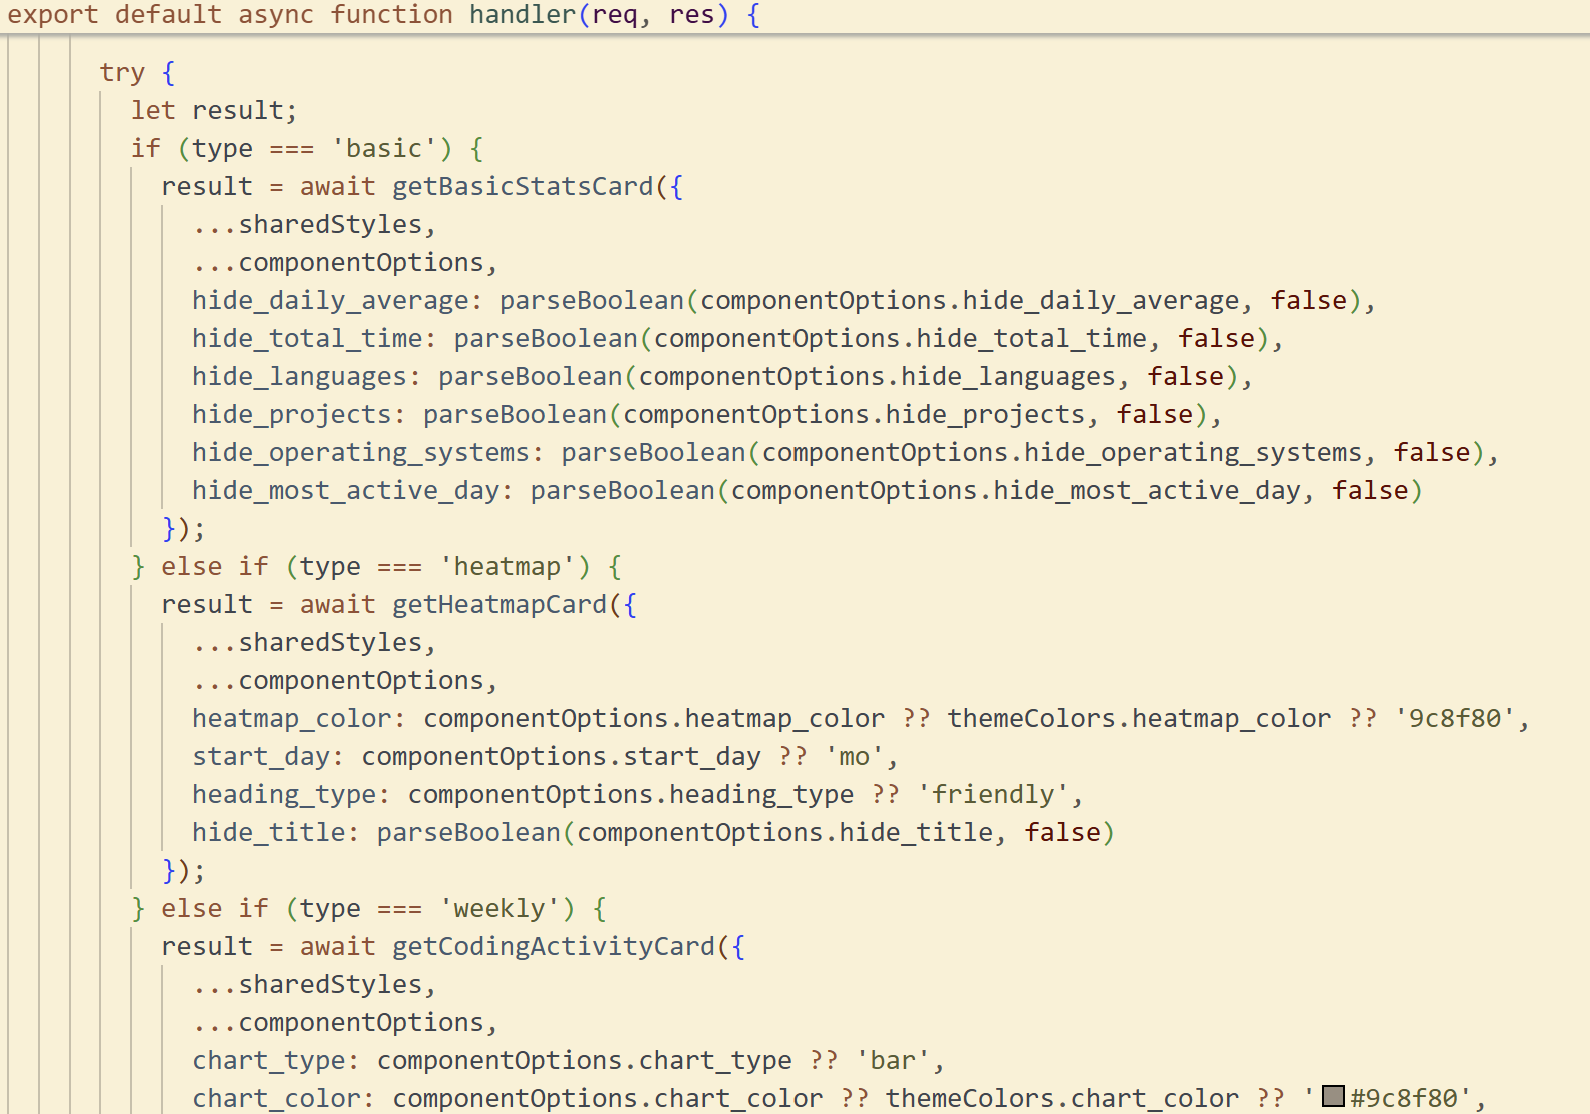 export default async function handler(req, res) {
try {
let result;
if (type === 'basic') {
result = await getBasicStatsCard({
...sharedStyles,
...componentOptions,
hide_daily_average: parseBoolean(componentOptions.hide_daily_average, false),
hide_total_time: parseBoolean(componentOptions.hide_total_time, false),
hide_languages: parseBoolean(componentOptions.hide_languages, false),
hide_projects: parseBoolean(componentOptions.hide_projects, false),
hide_operating_systems: parseBoolean(componentOptions.hide_operating_systems, false),
hide_most_active_day: parseBoolean(componentOptions.hide_most_active_day, false)
});
} else if (type === 'heatmap') {
result = await getHeatmapCard({
...sharedStyles,
...componentOptions,
heatmap_color: componentOptions.heatmap_color ?? themeColors.heatmap_color ?? '9c8f80',
start_day: componentOptions.start_day ?? 'mo',
heading_type: componentOptions.heading_type ?? 'friendly',
hide_title: parseBoolean(componentOptions.hide_title, false)
});
} else if (type === 'weekly') {
result = await getCodingActivityCard({
...sharedStyles,
...componentOptions,
chart_type: componentOptions.chart_type ?? 'bar',
chart_color: componentOptions.chart_color ?? themeColors.chart_color ?? '#9c8f80',